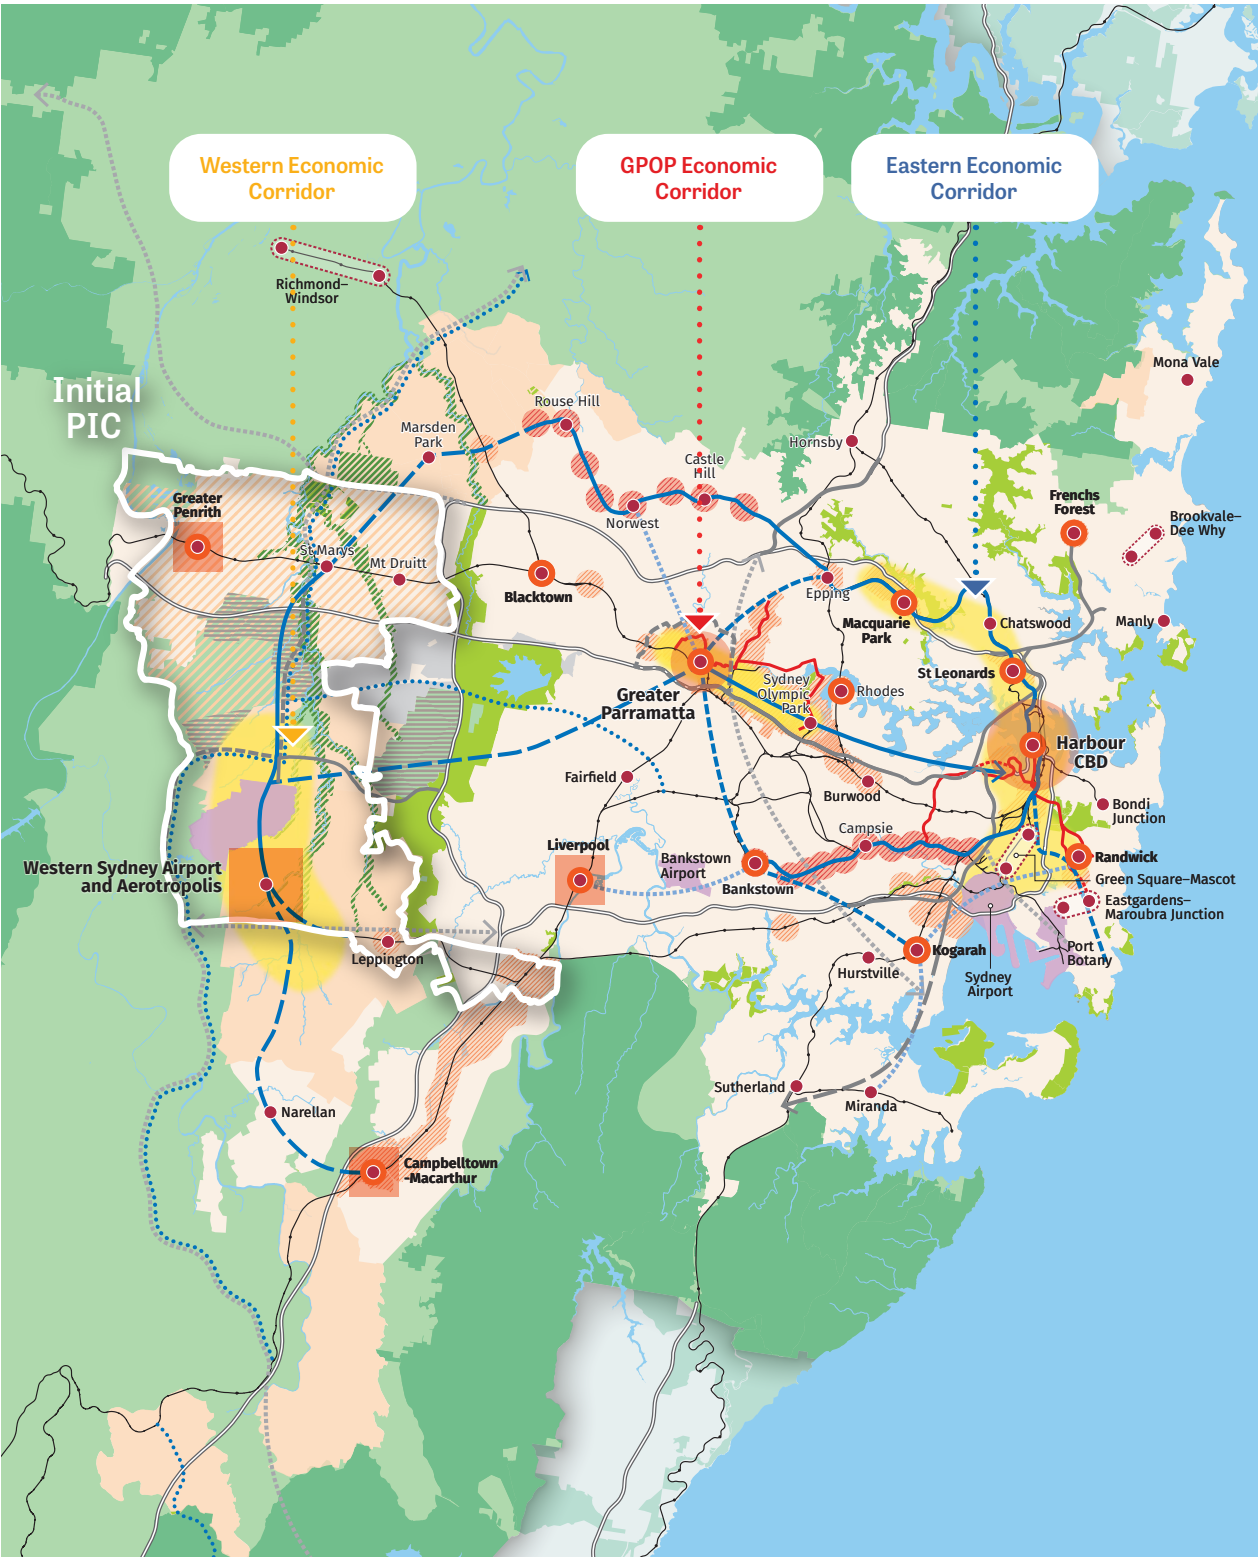 Western Economic
Corridor
GPOP Economic
Corridor
Eastern Economic
Corridor
Richmond–
Windsor
Initial
PIC
Mona Vale
Rouse Hill
Marsden
Park
Hornsby
Castle
Hill
Norwest
Greater
Penrith
Frenchs
Forest
Brookvale–
Dee Why
St Marys
Mt Druitt
Blacktown
Epping
Macquarie
Park
Chatswood
Manly
St Leonards
Greater
Parramatta
Sydney
Olympic
Park
Rhodes
Harbour
CBD
Fairfield
Burwood
Bondi
Junction
Campsie
Liverpool
Bankstown
Airport
Bankstown
Randwick
Western Sydney Airport
and Aerotropolis
Green Square–Mascot
Eastgardens–
Maroubra Junction
Leppington
Kogarah
Hurstville
Port
Botany
Sydney
Airport
Sutherland
Miranda
Narellan
Campbelltown
-Macarthur